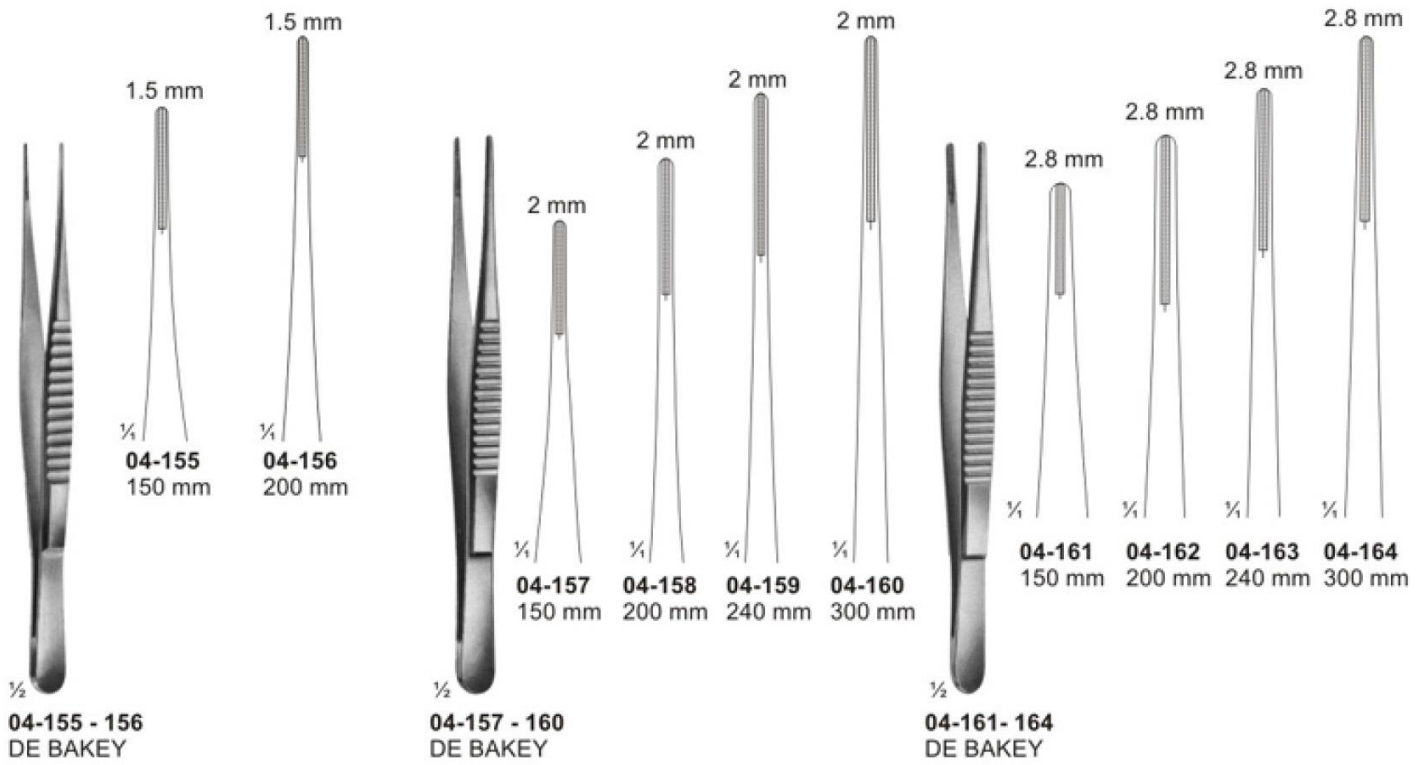 1.5 mm
1.5 mm
⅟₁
04-155
150 mm
⅟₁
04-156
200 mm
½
04-155 - 156
DE BAKEY
2 mm
2 mm
2 mm
2 mm
⅟₁
04-157
150 mm
⅟₁
04-158
200 mm
⅟₁
04-159
240 mm
⅟₁
04-160
300 mm
½
04-157 - 160
DE BAKEY
2.8 mm
2.8 mm
2.8 mm
2.8 mm
⅟₁
04-161
150 mm
⅟₁
04-162
200 mm
⅟₁
04-163
240 mm
⅟₁
04-164
300 mm
½
04-161- 164
DE BAKEY